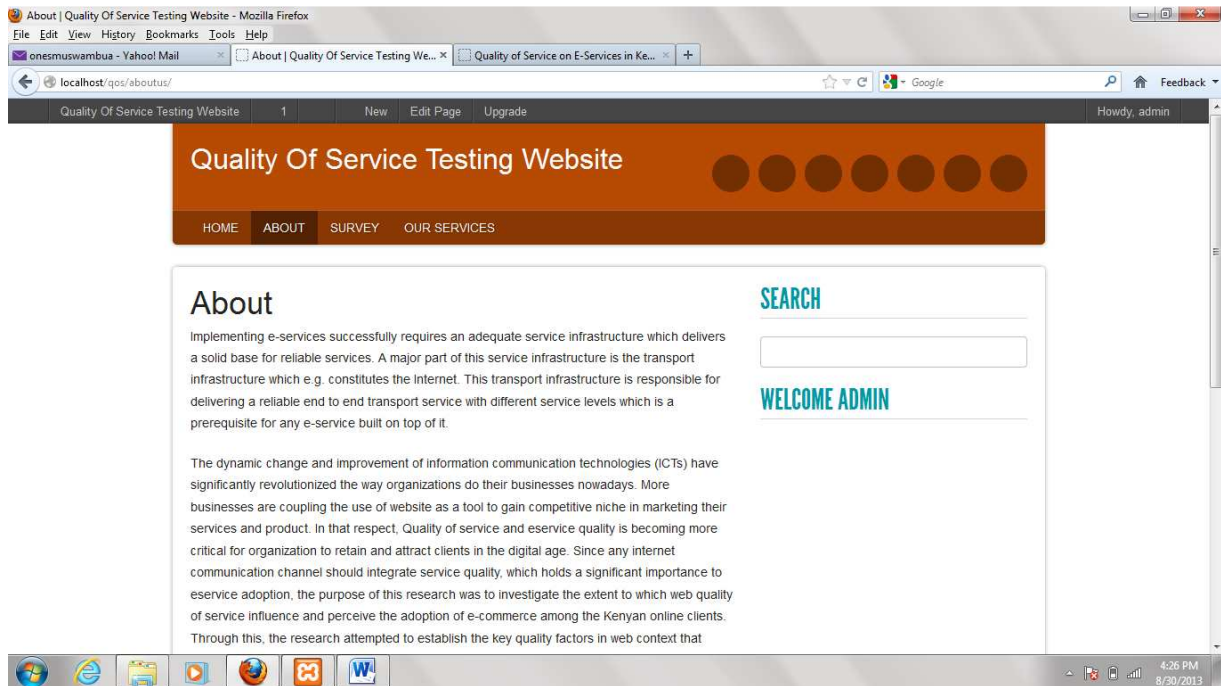 About | Quality Of Service Testing Website - Mozilla Firefox
File Edit View History Bookmarks Tools Help
onesmuswambua - Yahoo! Mail × About | Quality Of Service Testing We... × Quality of Service on E-Services in Ke... × +
localhost/qos/aboutus/ Google Feedback
Quality Of Service Testing Website 1 New Edit Page Upgrade Howdy, admin
Quality Of Service Testing Website
HOME ABOUT SURVEY OUR SERVICES
About
Implementing e-services successfully requires an adequate service infrastructure which delivers
a solid base for reliable services. A major part of this service infrastructure is the transport
infrastructure which e.g. constitutes the Internet. This transport infrastructure is responsible for
delivering a reliable end to end transport service with different service levels which is a
prerequisite for any e-service built on top of it.
The dynamic change and improvement of information communication technologies (ICTs) have
significantly revolutionized the way organizations do their businesses nowadays. More
businesses are coupling the use of website as a tool to gain competitive niche in marketing their
services and product. In that respect, Quality of service and eservice quality is becoming more
critical for organization to retain and attract clients in the digital age. Since any internet
communication channel should integrate service quality, which holds a significant importance to
eservice adoption, the purpose of this research was to investigate the extent to which web quality
of service influence and perceive the adoption of e-commerce among the Kenyan online clients.
Through this, the research attempted to establish the key quality factors in web context that
SEARCH
WELCOME ADMIN
4:26 PM
8/30/2013